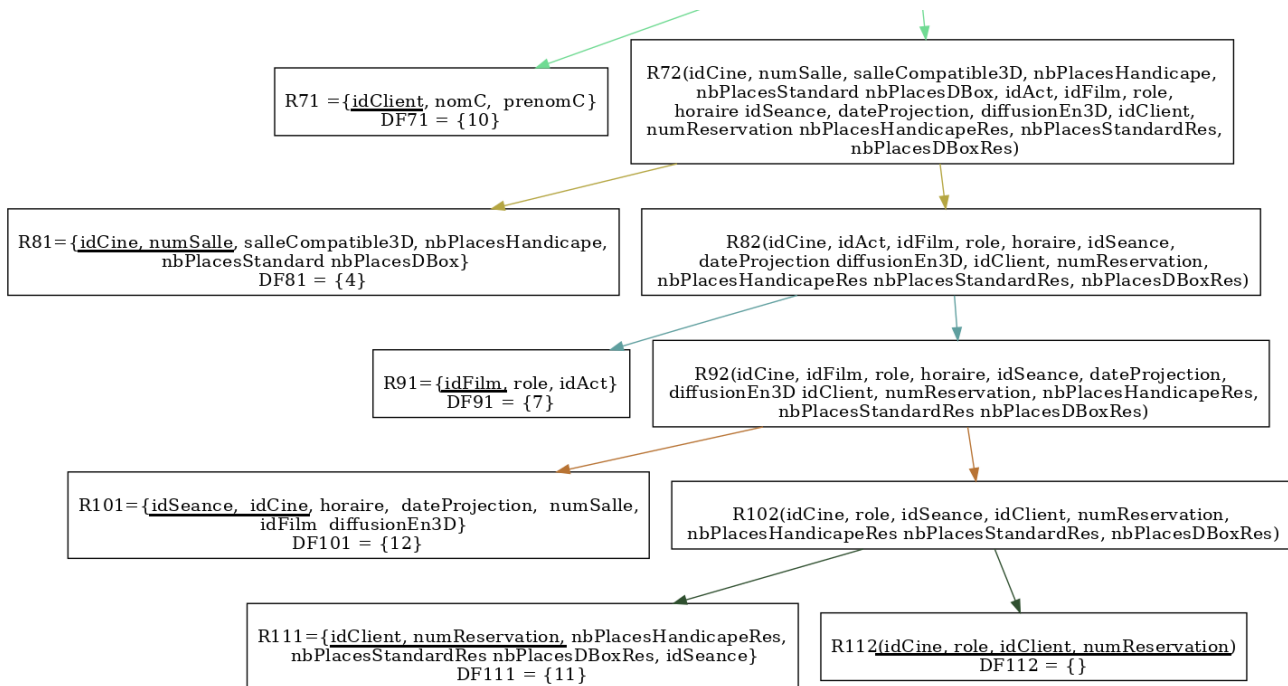 R71 ={idClient, nomC, prenomC}
DF71 = {10}
R72(idCine, numSalle, salleCompatible3D, nbPlacesHandicape,
nbPlacesStandard nbPlacesDBox, idAct, idFilm, role,
horaire idSeance, dateProjection, diffusionEn3D, idClient,
numReservation nbPlacesHandicapeRes, nbPlacesStandardRes,
nbPlacesDBoxRes)
R81={idCine, numSalle, salleCompatible3D, nbPlacesHandicape,
nbPlacesStandard nbPlacesDBox}
DF81 = {4}
R82(idCine, idAct, idFilm, role, horaire, idSeance,
dateProjection diffusionEn3D, idClient, numReservation,
nbPlacesHandicapeRes nbPlacesStandardRes, nbPlacesDBoxRes)
R91={idFilm, role, idAct}
DF91 = {7}
R92(idCine, idFilm, role, horaire, idSeance, dateProjection,
diffusionEn3D idClient, numReservation, nbPlacesHandicapeRes,
nbPlacesStandardRes nbPlacesDBoxRes)
R101={idSeance, idCine, horaire, dateProjection, numSalle,
idFilm diffusionEn3D}
DF101 = {12}
R102(idCine, role, idSeance, idClient, numReservation,
nbPlacesHandicapeRes nbPlacesStandardRes, nbPlacesDBoxRes)
R111={idClient, numReservation, nbPlacesHandicapeRes,
nbPlacesStandardRes nbPlacesDBoxRes, idSeance}
DF111 = {11}
R112(idCine, role, idClient, numReservation)
DF112 = {}